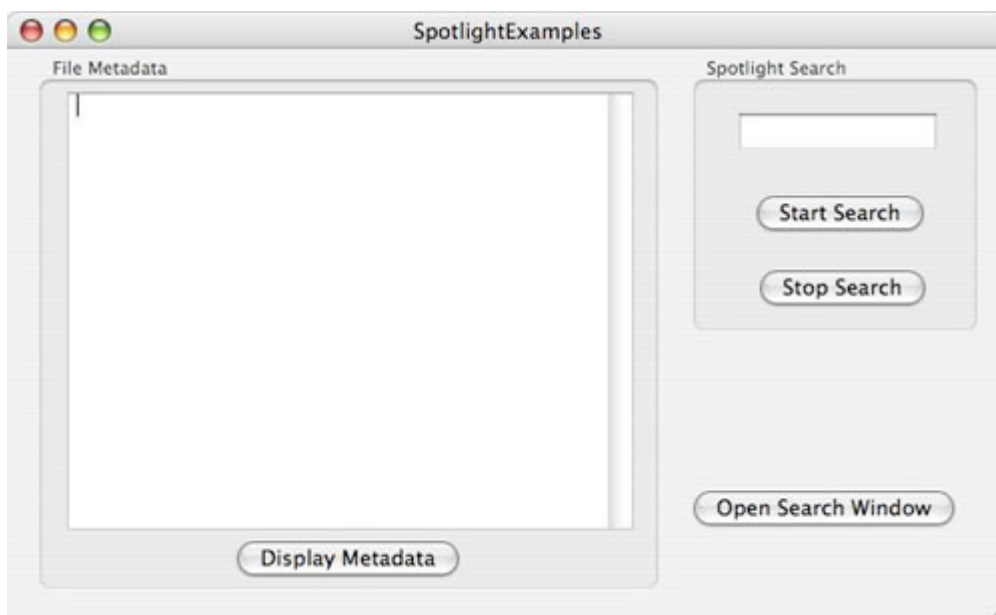 SpotlightExamples
File Metadata
Display Metadata
Spotlight Search
Start Search
Stop Search
Open Search Window